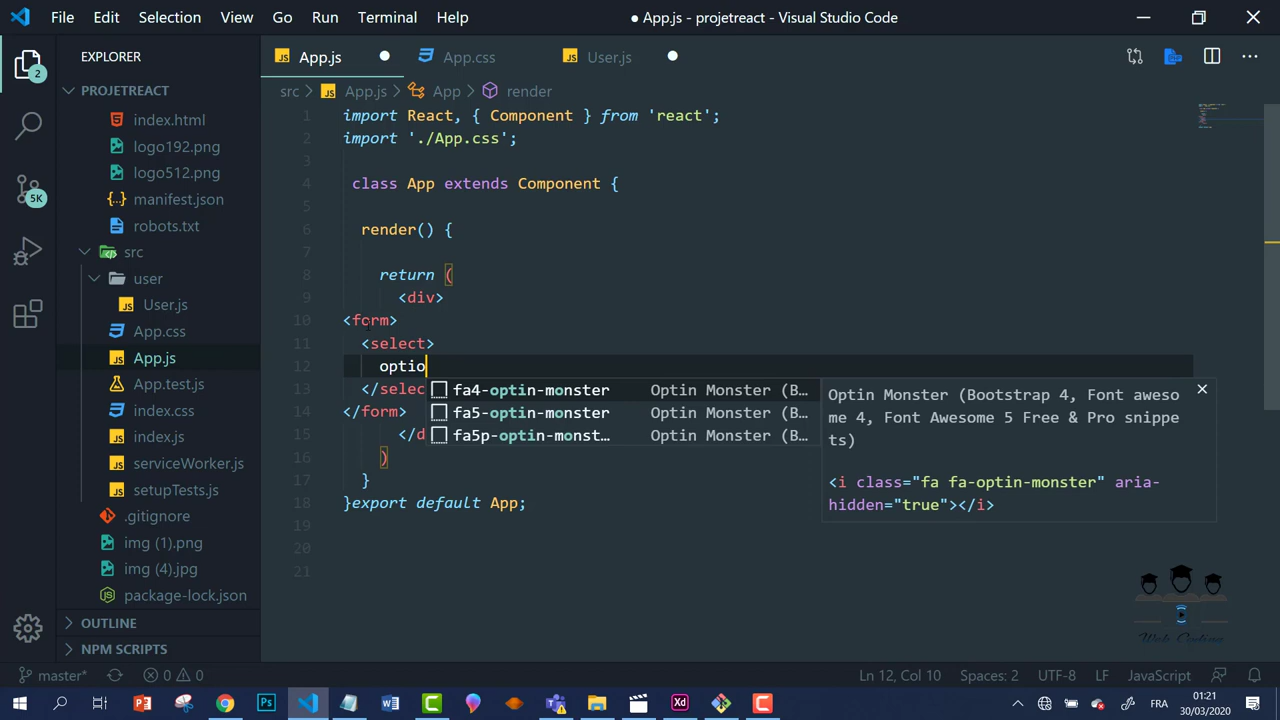 File Edit Selection View Go Run Terminal Help
● App.js - projetreact - Visual Studio Code
EXPLORER
App.js
App.css
User.js
2
PROJETREACT
src > App.js > App > render
index.html
logo192.png
logo512.png
manifest.json
robots.txt
src
user
User.js
App.css
App.js
App.test.js
index.css
index.js
serviceWorker.js
setupTests.js
.gitignore
img (1).png
img (4).jpg
package-lock.json
OUTLINE
NPM SCRIPTS
5K
1 import React, { Component } from 'react';
2 import './App.css';
3
4 class App extends Component {
5
6 render() {
7
8 return (
9 <div>
10 <form>
11 <select>
12 optio
13 </selec
14 </form>
15 </d
16 )
17 }
18 }export default App;
19
20
21
fa4-optin-monster Optin Monster (B...
fa5-optin-monster Optin Monster (B...
fa5p-optin-monst... Optin Monster (B...
Optin Monster (Bootstrap 4, Font aweso
me 4, Font Awesome 5 Free & Pro snippe
ts)
<i class="fa fa-optin-monster" aria-
hidden="true"></i>
Web Coding
master* 0 0 Ln 12, Col 10 Spaces: 2 UTF-8 LF JavaScript
FR
01:21
30/03/2020